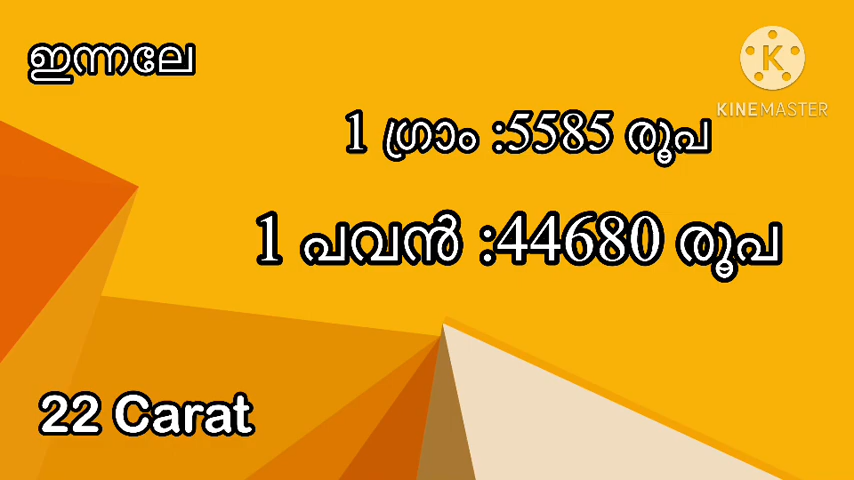 ഇന്നലേ
KINEMASTER
1 ഗ്രാം :5585 രൂപ
1 പവൻ :44680 രൂപ
22 Carat